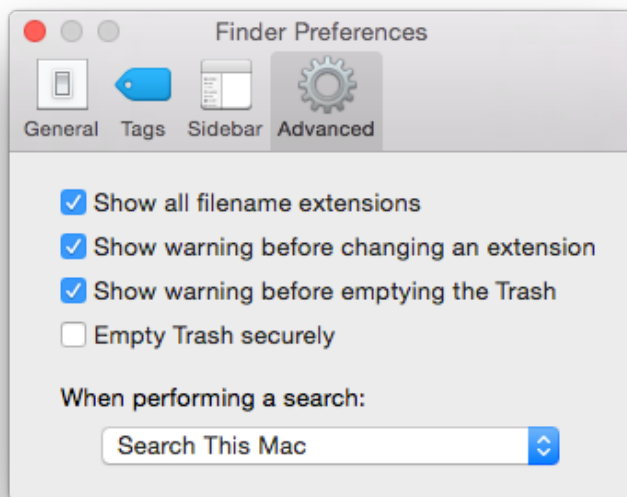 Finder Preferences
General Tags Sidebar Advanced
Show all filename extensions
Show warning before changing an extension
Show warning before emptying the Trash
Empty Trash securely
When performing a search:
Search This Mac